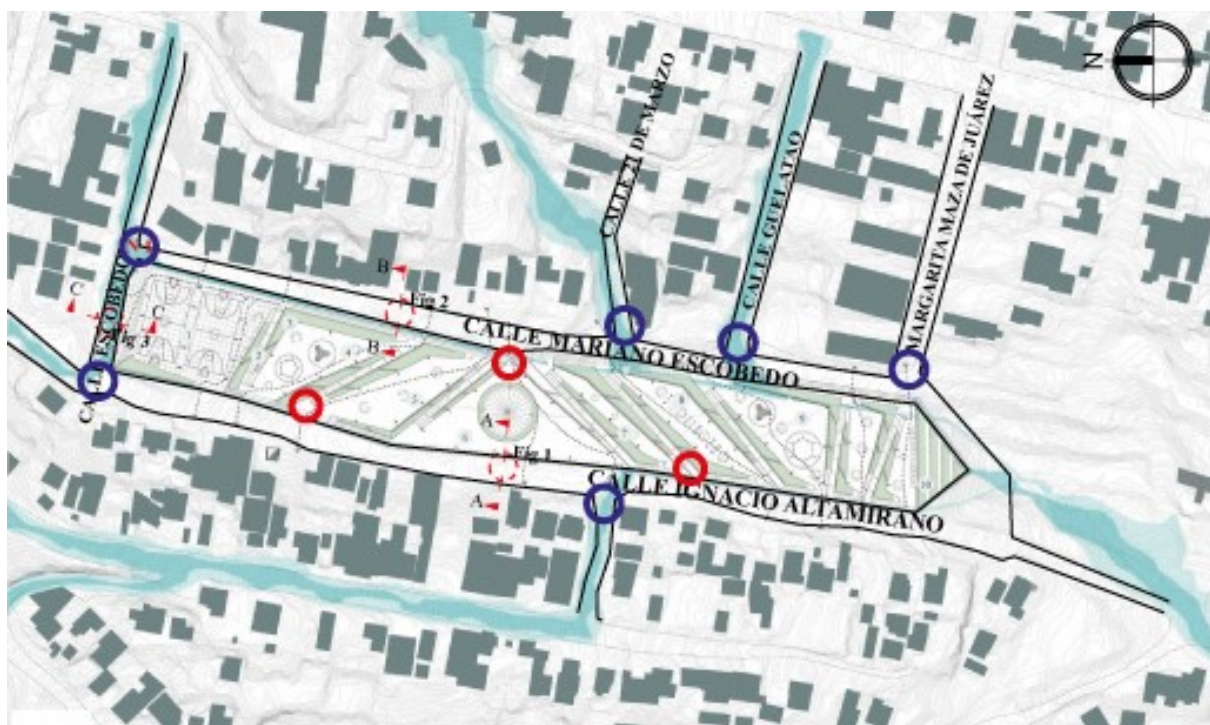 N
CALLE 21 DE MARZO
CALLE GUELATAO
MARGARITA MAZA DE JUÁREZ
ESCOBEDO
C
C
Fig 3
B
B
Fig 2
CALLE MARIANO ESCOBEDO
A
A
Fig 1
CALLE IGNACIO ALTAMIRANO